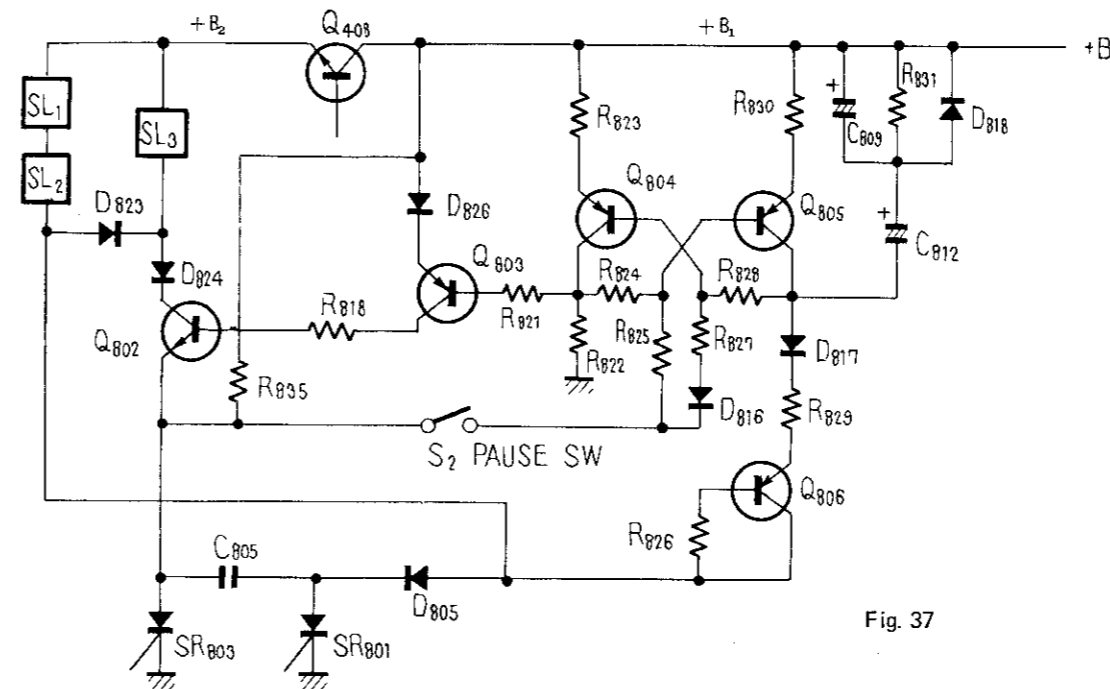 +B₂
Q408
+B₁
+B
SL₁
SL₃
SL₂
R823
R830
C809
R831
D818
D823
D826
Q804
Q805
C812
D824
Q803
R824
R828
Q802
R818
R821
R825
R827
D817
R822
R835
D816
R829
S₂ PAUSE SW
Q806
R826
C805
D805
SR803
SR801
Fig. 37